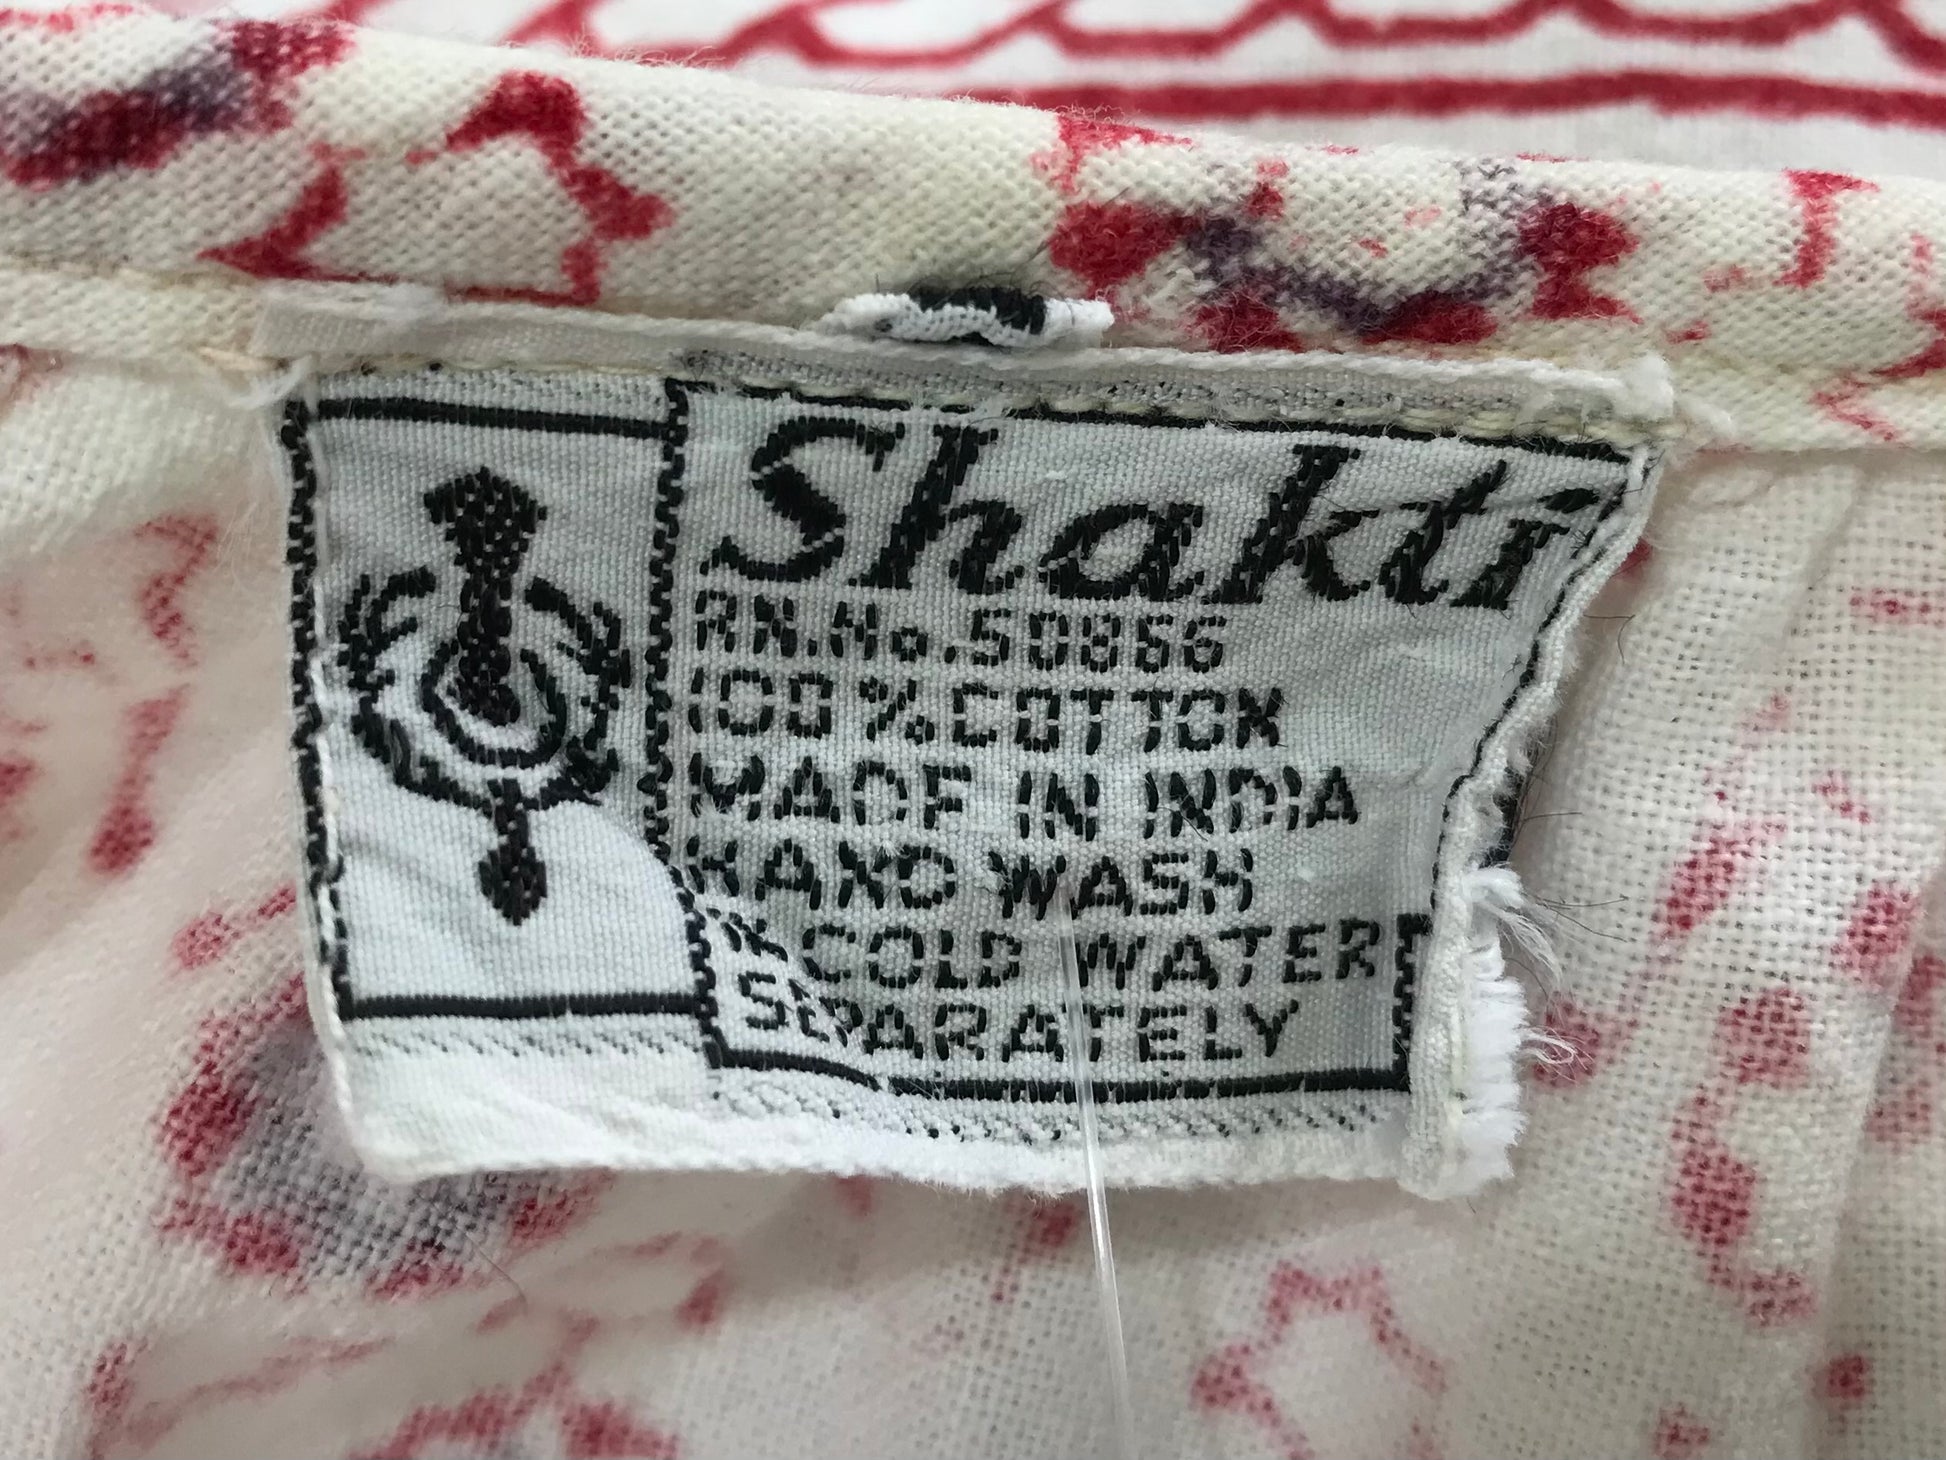 Shakti
RN.No.50856
100%COTTON
MADE IN INDIA
HAND WASH
IN COLD WATER
SEPARATELY